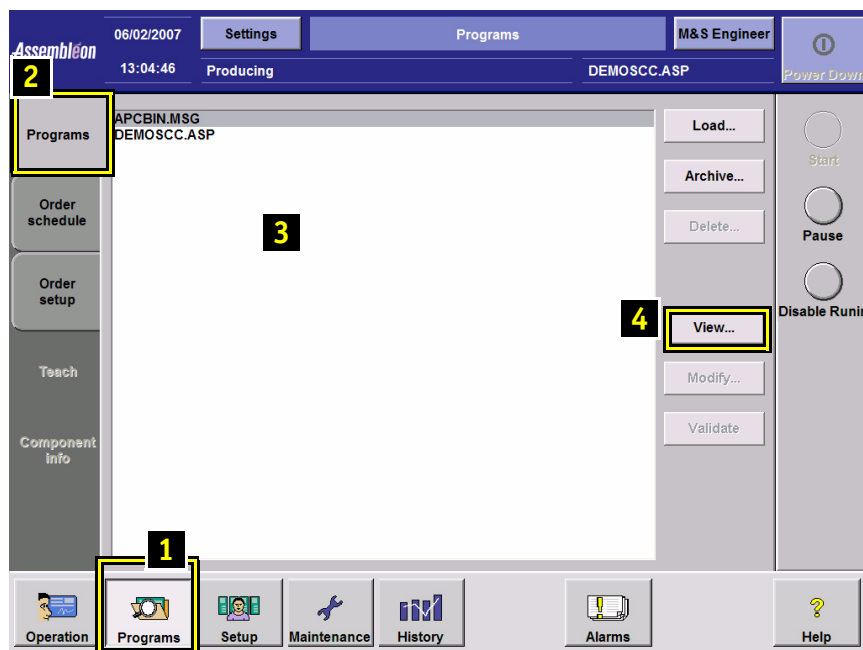 Assembléon
06/02/2007
13:04:46
Settings
Programs
M&S Engineer
Producing
DEMOSCC.ASP
Power Down
2
Programs
Order
schedule
Order
setup
Teach
Component
info
APCBIN.MSG
DEMOSCC.ASP
3
Load...
Archive...
Delete...
4
View...
Modify...
Validate
Start
Pause
Disable Runin
1
Operation
Programs
Setup
Maintenance
History
Alarms
Help